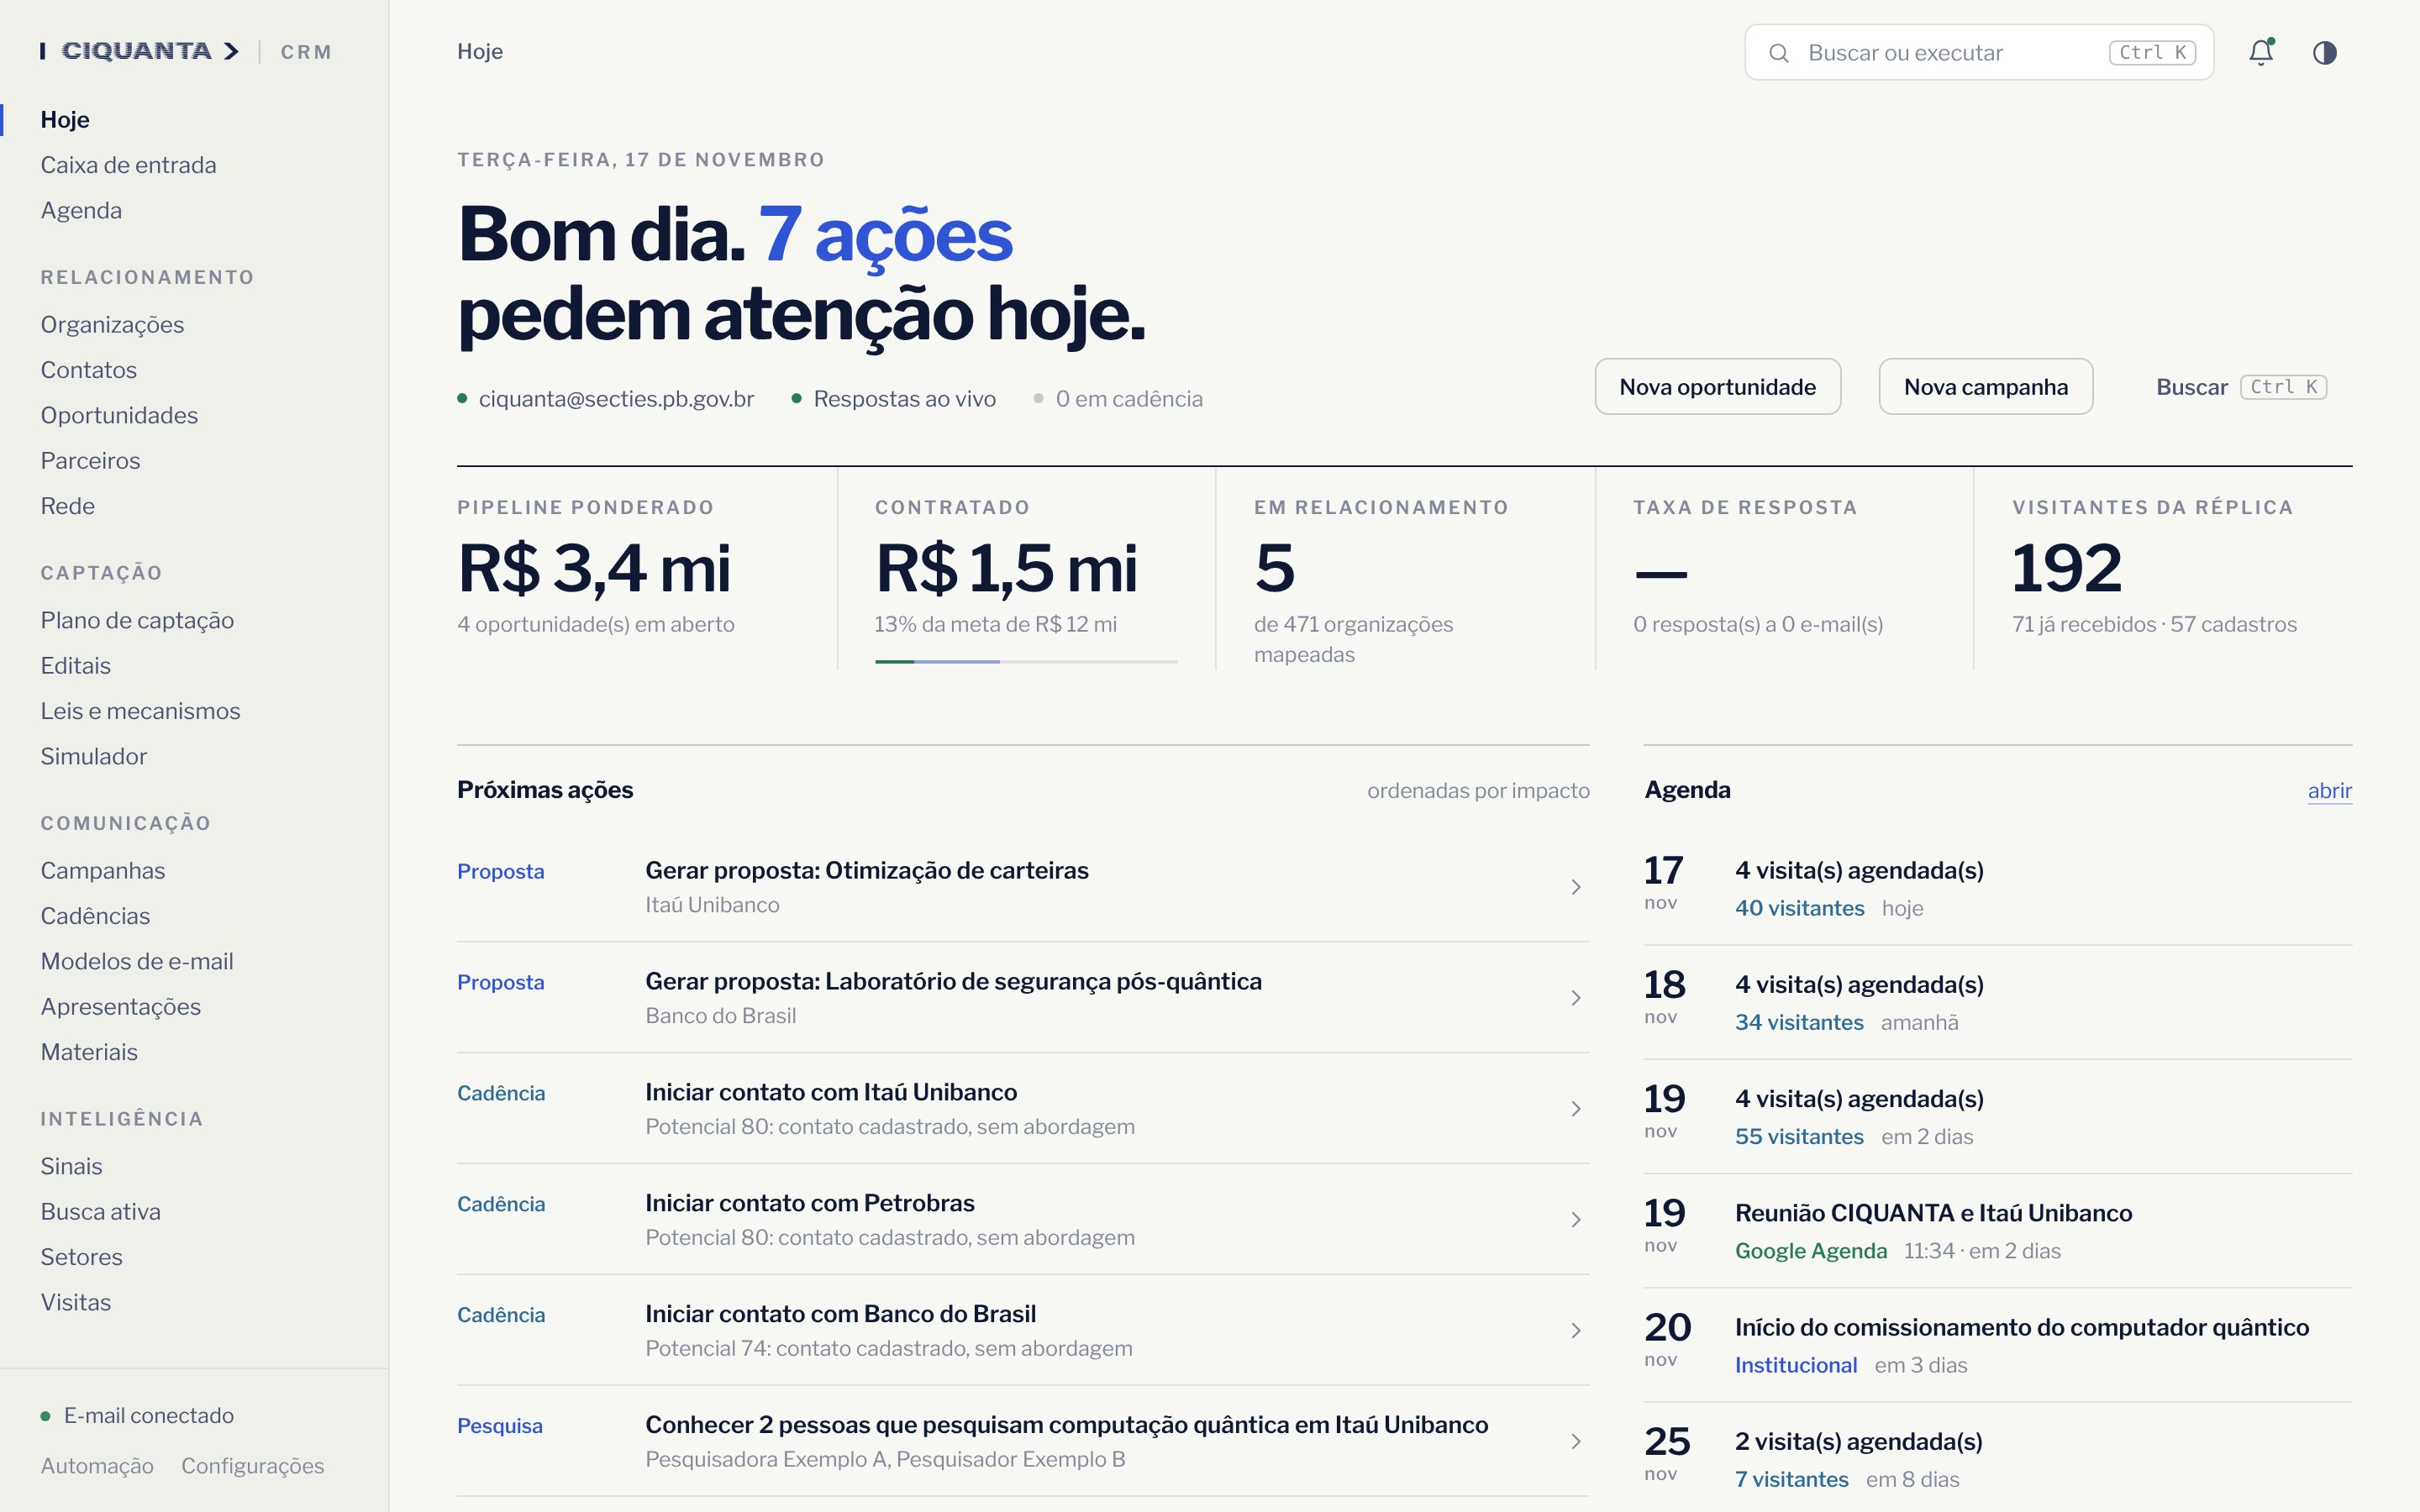 CIQUANTA CRM
Hoje
Caixa de entrada
Agenda
RELACIONAMENTO
Organizações
Contatos
Oportunidades
Parceiros
Rede
CAPTAÇÃO
Plano de captação
Editais
Leis e mecanismos
Simulador
COMUNICAÇÃO
Campanhas
Cadências
Modelos de e-mail
Apresentações
Materiais
INTELIGÊNCIA
Sinais
Busca ativa
Setores
Visitas
E-mail conectado
Automação Configurações
Hoje
Buscar ou executar Ctrl K
TERÇA-FEIRA, 17 DE NOVEMBRO
Bom dia. 7 ações
pedem atenção hoje.
ciquanta@secties.pb.gov.br Respostas ao vivo 0 em cadência
Nova oportunidade Nova campanha Buscar Ctrl K
PIPELINE PONDERADO
R$ 3,4 mi
4 oportunidade(s) em aberto
CONTRATADO
R$ 1,5 mi
13% da meta de R$ 12 mi
EM RELACIONAMENTO
5
de 471 organizações
mapeadas
TAXA DE RESPOSTA
—
0 resposta(s) a 0 e-mail(s)
VISITANTES DA RÉPLICA
192
71 já recebidos · 57 cadastros
Próximas ações ordenadas por impacto
Proposta Gerar proposta: Otimização de carteiras
Itaú Unibanco
Proposta Gerar proposta: Laboratório de segurança pós-quântica
Banco do Brasil
Cadência Iniciar contato com Itaú Unibanco
Potencial 80: contato cadastrado, sem abordagem
Cadência Iniciar contato com Petrobras
Potencial 80: contato cadastrado, sem abordagem
Cadência Iniciar contato com Banco do Brasil
Potencial 74: contato cadastrado, sem abordagem
Pesquisa Conhecer 2 pessoas que pesquisam computação quântica em Itaú Unibanco
Pesquisadora Exemplo A, Pesquisador Exemplo B
Agenda abrir
17 4 visita(s) agendada(s)
nov 40 visitantes hoje
18 4 visita(s) agendada(s)
nov 34 visitantes amanhã
19 4 visita(s) agendada(s)
nov 55 visitantes em 2 dias
19 Reunião CIQUANTA e Itaú Unibanco
nov Google Agenda 11:34 · em 2 dias
20 Início do comissionamento do computador quântico
nov Institucional em 3 dias
25 2 visita(s) agendada(s)
nov 7 visitantes em 8 dias